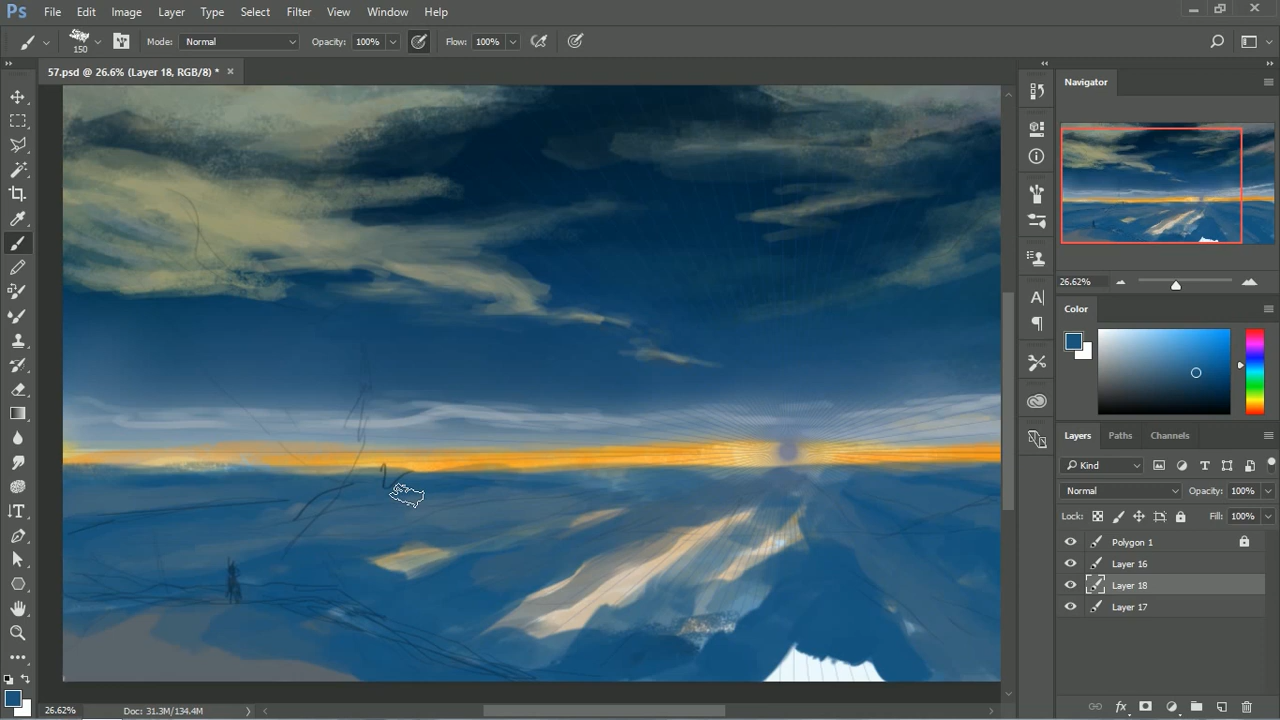 Ps File Edit Image Layer Type Select Filter View Window Help
150 Mode: Normal Opacity: 100% Flow: 100%
57.psd @ 26.6% (Layer 18, RGB/8) * ×
Navigator
26.62%
Color
Layers Paths Channels
Kind
Normal Opacity: 100%
Lock: Fill: 100%
Polygon 1
Layer 16
Layer 18
Layer 17
26.62% Doc: 31.3M/134.4M